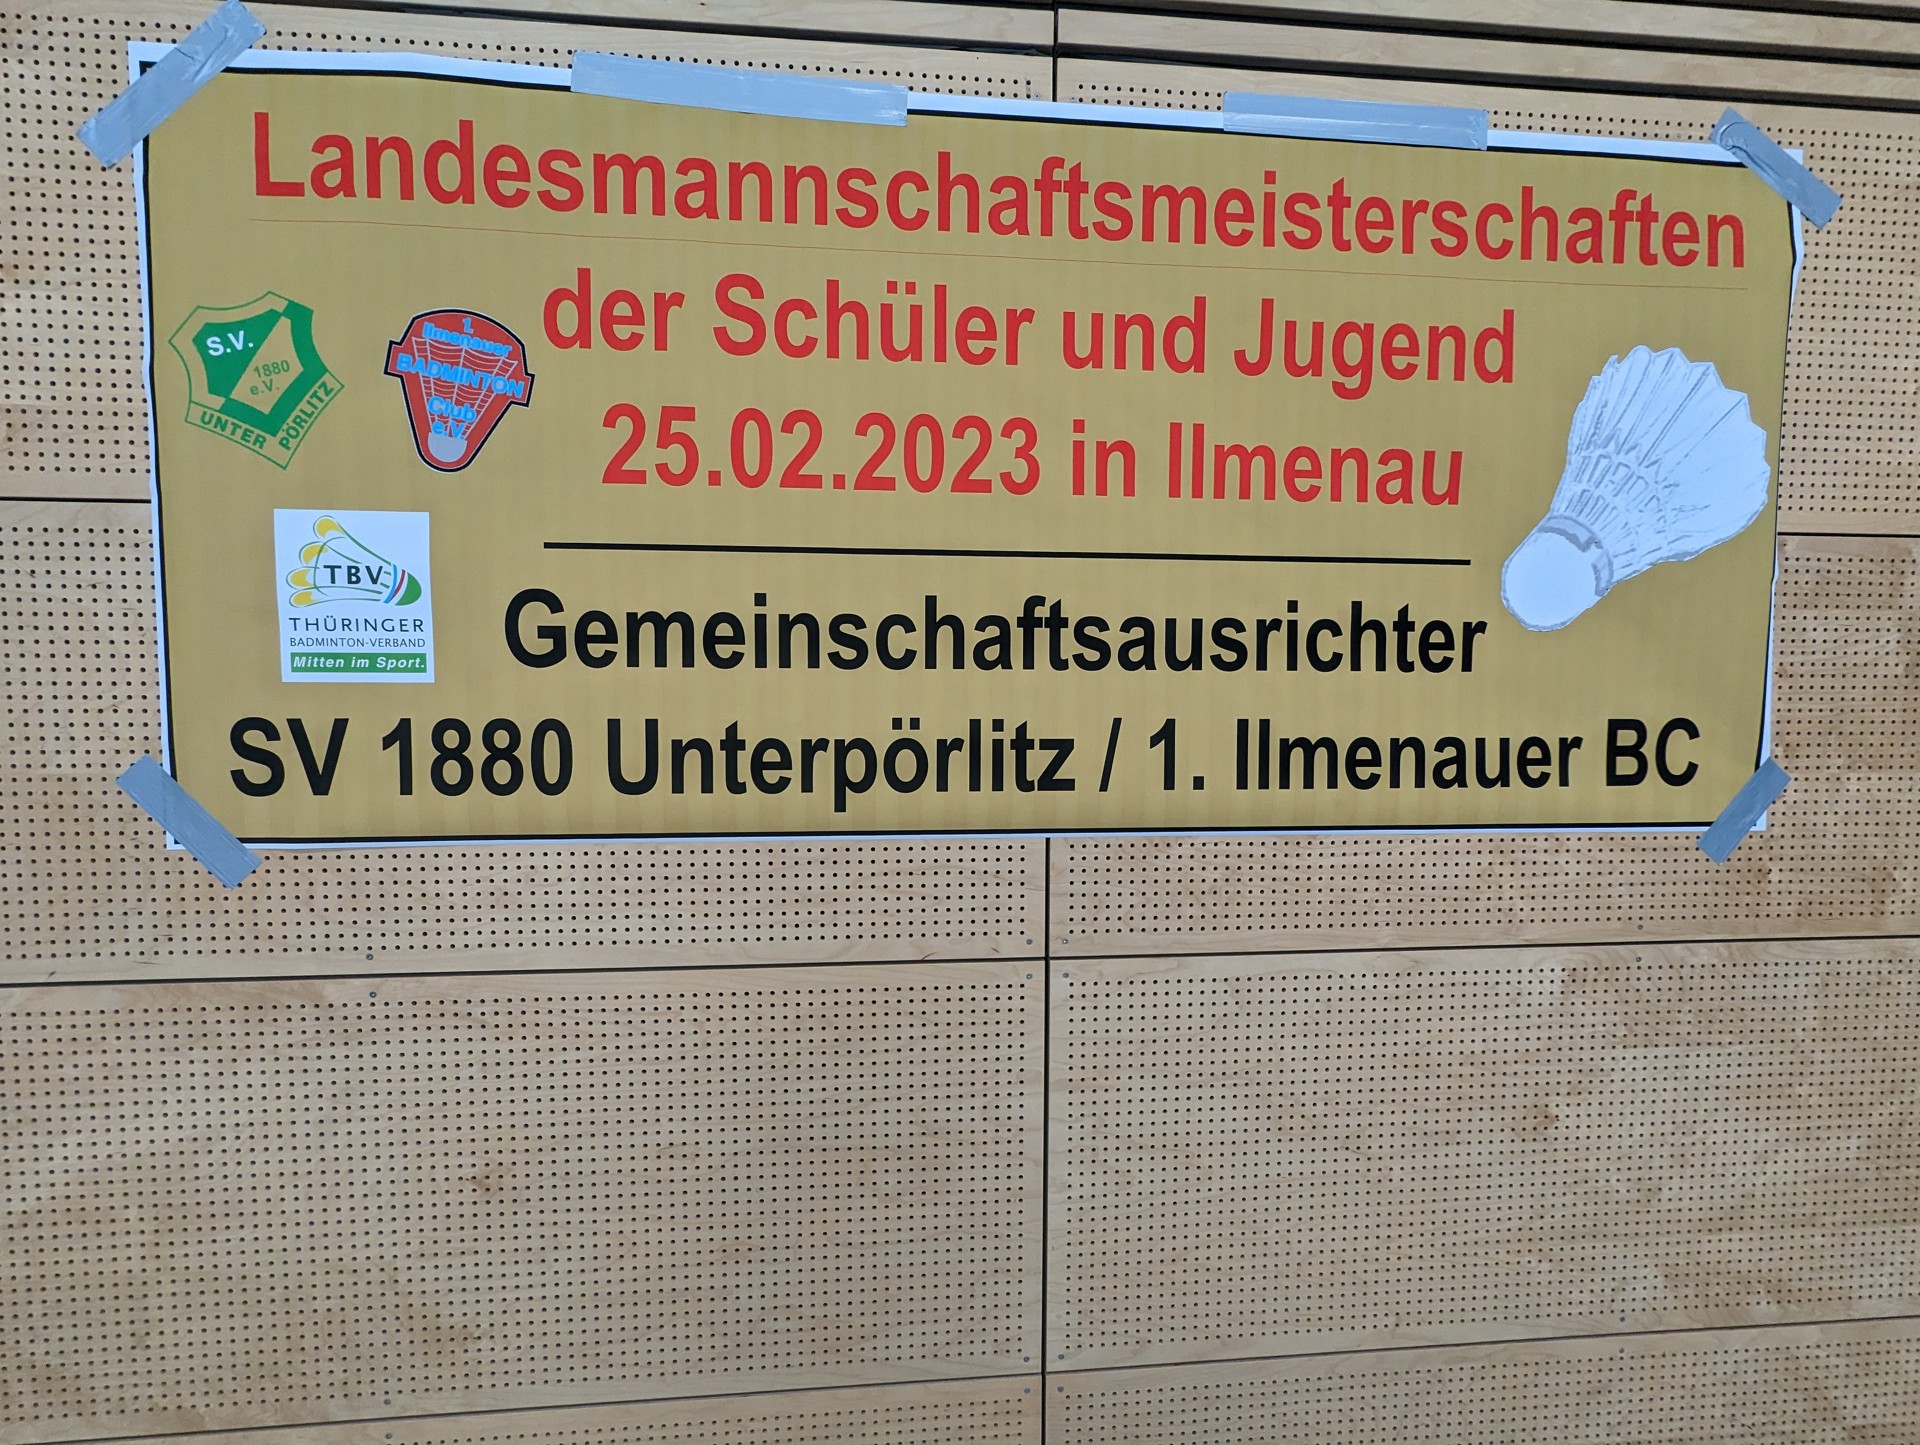 Landesmannschaftsmeisterschaften
der Schüler und Jugend
25.02.2023 in Ilmenau
S.V.
1880
e.V.
UNTER PÖRLITZ
1.
Ilmenauer
BADMINTON
Club
e.V.
TBV
THÜRINGER
BADMINTON-VERBAND
Mitten im Sport.
Gemeinschaftsausrichter
SV 1880 Unterpörlitz / 1. Ilmenauer BC